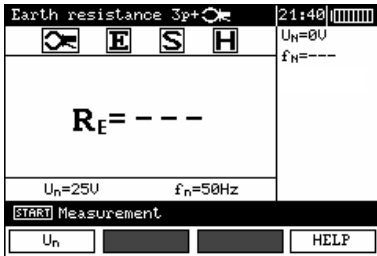 Earth resistance 3p+ 21:40
E S H
UN=0V
fN=---
RE= ---
Un=25V fn=50Hz
START Measurement
Un HELP